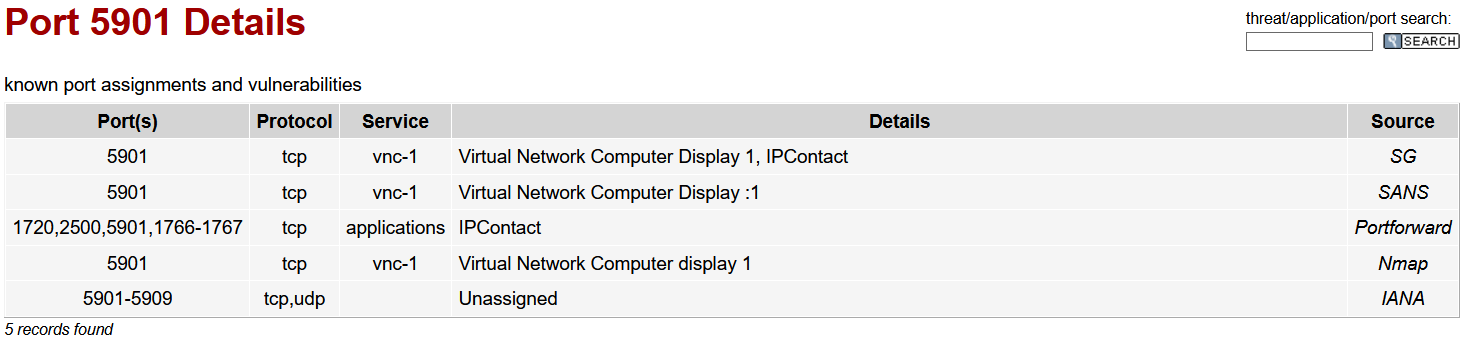 Port 5901 Details
threat/application/port search:
SEARCH
known port assignments and vulnerabilities
Port(s) Protocol Service Details Source
5901 tcp vnc-1 Virtual Network Computer Display 1, IPContact SG
5901 tcp vnc-1 Virtual Network Computer Display :1 SANS
1720,2500,5901,1766-1767 tcp applications IPContact Portforward
5901 tcp vnc-1 Virtual Network Computer display 1 Nmap
5901-5909 tcp,udp Unassigned IANA
5 records found